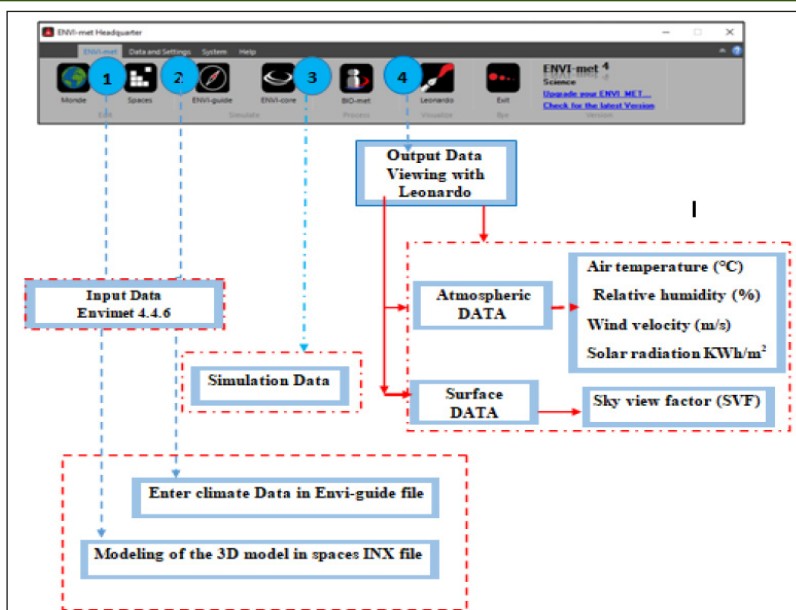 ENVI-met Headquarter
ENVI-met Data and Settings System Help
1 2 3 4
Monde Spaces ENVI-guide ENVI-core BIO-met Leonardo Exit
Edit Simulate Process Visualize Bye Version
ENVI-met 4
Science
Upgrade your ENVI_MET...
Check for the latest Version
Output Data
Viewing with
Leonardo
Input Data
Envimet 4.4.6
Simulation Data
Atmospheric
DATA
Air temperature (°C)
Relative humidity (%)
Wind velocity (m/s)
Solar radiation KWh/m²
Surface
DATA
Sky view factor (SVF)
Enter climate Data in Envi-guide file
Modeling of the 3D model in spaces INX file